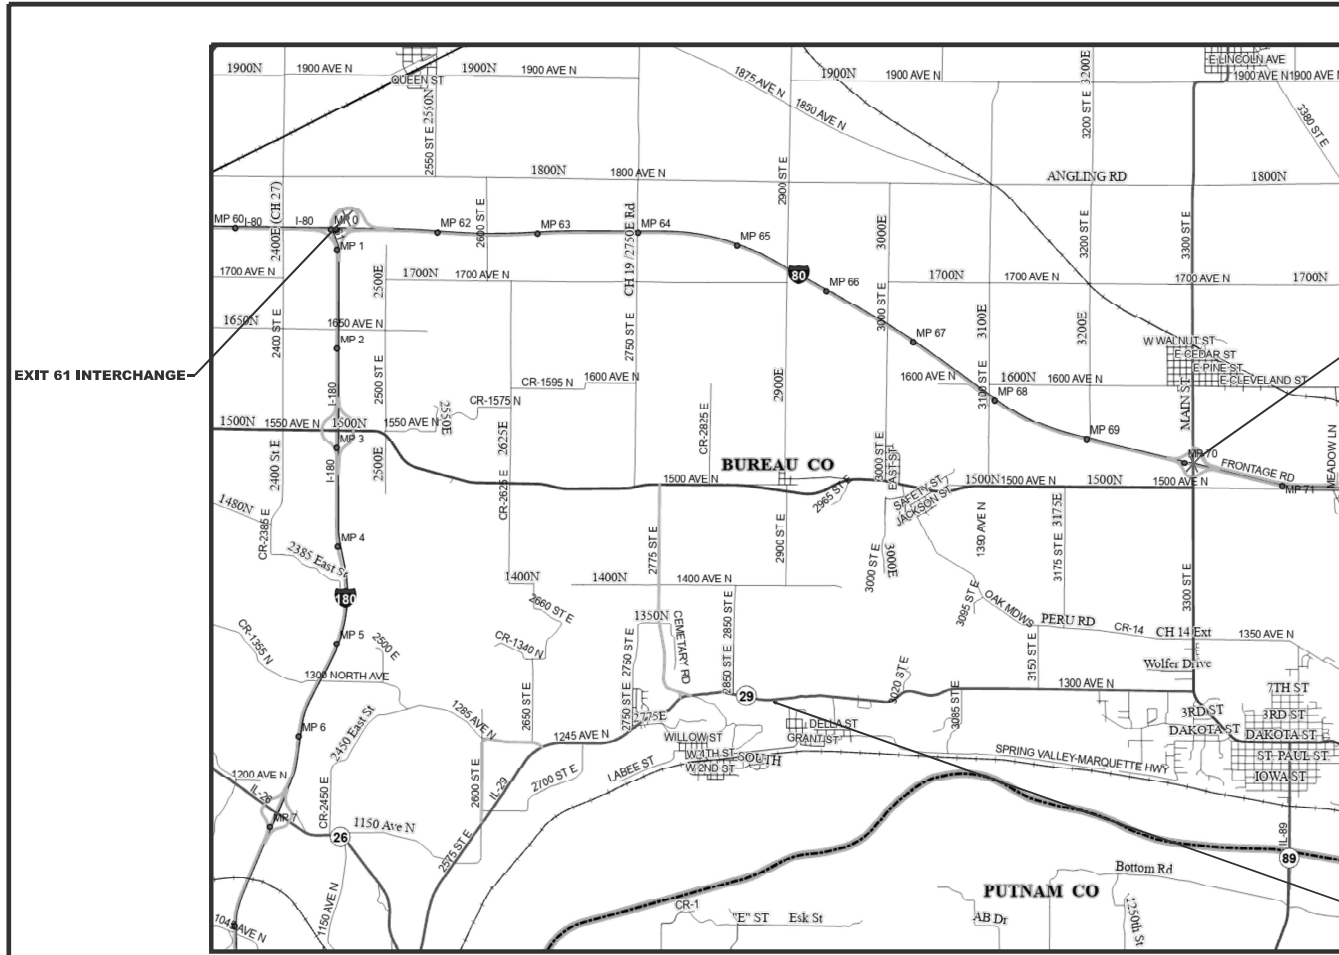 1900N
1900 AVE N
1900N
1900 AVE N
QUEEN ST
2550N
2550 ST E
1875 AVE N
1850 AVE N
1900N
1900 AVE N
3200E
3200 ST E
E LINCOLN AVE
1900 AVE N
1900 AVE N
3380 ST E
1800N
1800 AVE N
2900 ST E
ANGLING RD
1800N
2400E (CH 27)
MP 60
I-80
I-80
MP 0
MP 1
MP 62
2600 ST E
MP 63
CH 19 /2750E Rd
MP 64
MP 65
80
MP 66
3000E
3000 ST E
3200 ST E
3300 ST E
1700 AVE N
2500E
1700N
1700 AVE N
1700N
1700 AVE N
1700 AVE N
1700N
1650N
1650 AVE N
2400 ST E
MP 2
2500 ST E
2750 ST E
MP 67
3100E
3200E
W WALNUT ST
E CEDAR ST
E PINE ST
E CLEVELAND ST
EXIT 61 INTERCHANGE
I-180
CR-1595 N
1600 AVE N
2900E
1600 AVE N
3100 ST E
1600N
1600 AVE N
MP 68
MAIN ST
CR-1575 N
2550E
1500N
1550 AVE N
1500N
1550 AVE N
MP 3
2625E
CR-2825 E
MP 69
MP 70
FRONTAGE RD
MEADOW LN
2400 St E
I-180
2500E
BUREAU CO
1500 AVE N
3000 ST E
EAST ST
2965 ST E
SAFETY ST
JACKSON ST
1500N
1500 AVE N
1500N
1500 AVE N
MP 71
1480N
CR-2385 E
CR-2625 E
2385 East St
MP 4
2775 ST E
2900 ST E
3000 ST E
3000E
1390 AVE N
3175E
3175 ST E
180
1400N
1400N
1400 AVE N
3300 ST E
2660 ST E
1350N
2850 ST E
CEMETARY RD
3095 ST E
OAK MDWS
PERU RD
CR-14
CH 14 Ext
1350 AVE N
CR-1355 N
MP 5
2500 E
CR-1340 N
2750 ST E
2850 ST E
3020 ST E
3150 ST E
Wolfer Drive
1300 NORTH AVE
29
1300 AVE N
7TH ST
2450 East St
1285 AVE N
2650 ST E
2750 ST E
2775E
3085 ST E
3RD ST
3RD ST
MP 6
1245 AVE N
WILLOW ST
DELLA ST
GRANT ST
DAKOTA ST
DAKOTA ST
W 4TH ST
W 2ND ST
SOUTH
SPRING VALLEY-MARQUETTE HWY
ST. PAUL ST
IOWA ST
1200 AVE N
IL-26
CR-2450 E
2600 ST E
IL-29
2700 ST E
LABEE ST
MP 7
1150 Ave N
26
2575 ST E
IL-89
89
Bottom Rd
PUTNAM CO
1150 AVE N
CR-1
"E" ST
Esk St
AB Dr
1250th St